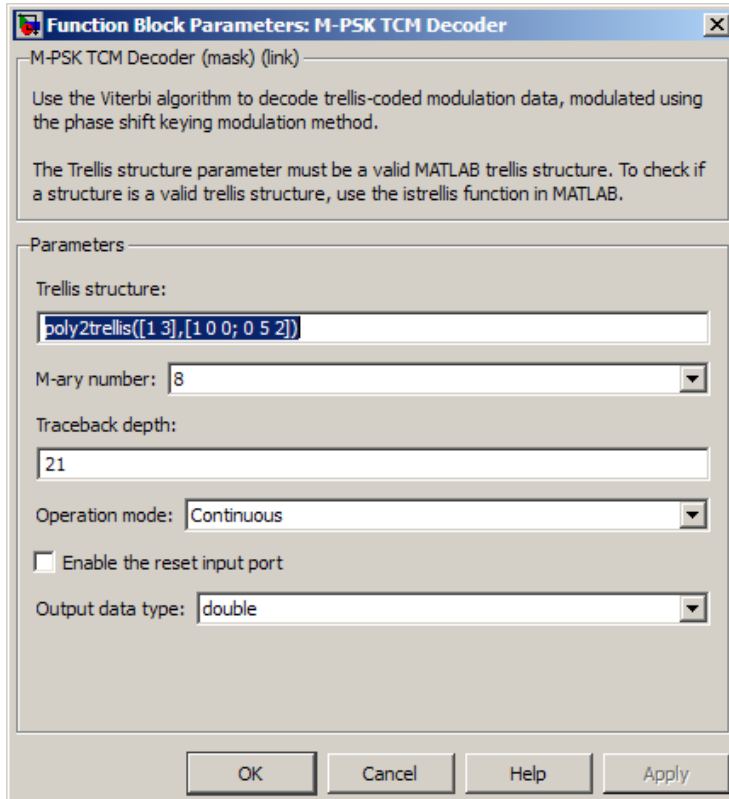 Function Block Parameters: M-PSK TCM Decoder
M-PSK TCM Decoder (mask) (link)
Use the Viterbi algorithm to decode trellis-coded modulation data, modulated using
the phase shift keying modulation method.
The Trellis structure parameter must be a valid MATLAB trellis structure. To check if
a structure is a valid trellis structure, use the istrellis function in MATLAB.
Parameters
Trellis structure:
poly2trellis([1 3],[1 0 0; 0 5 2])
M-ary number: 8
Traceback depth:
21
Operation mode: Continuous
Enable the reset input port
Output data type: double
OK Cancel Help Apply